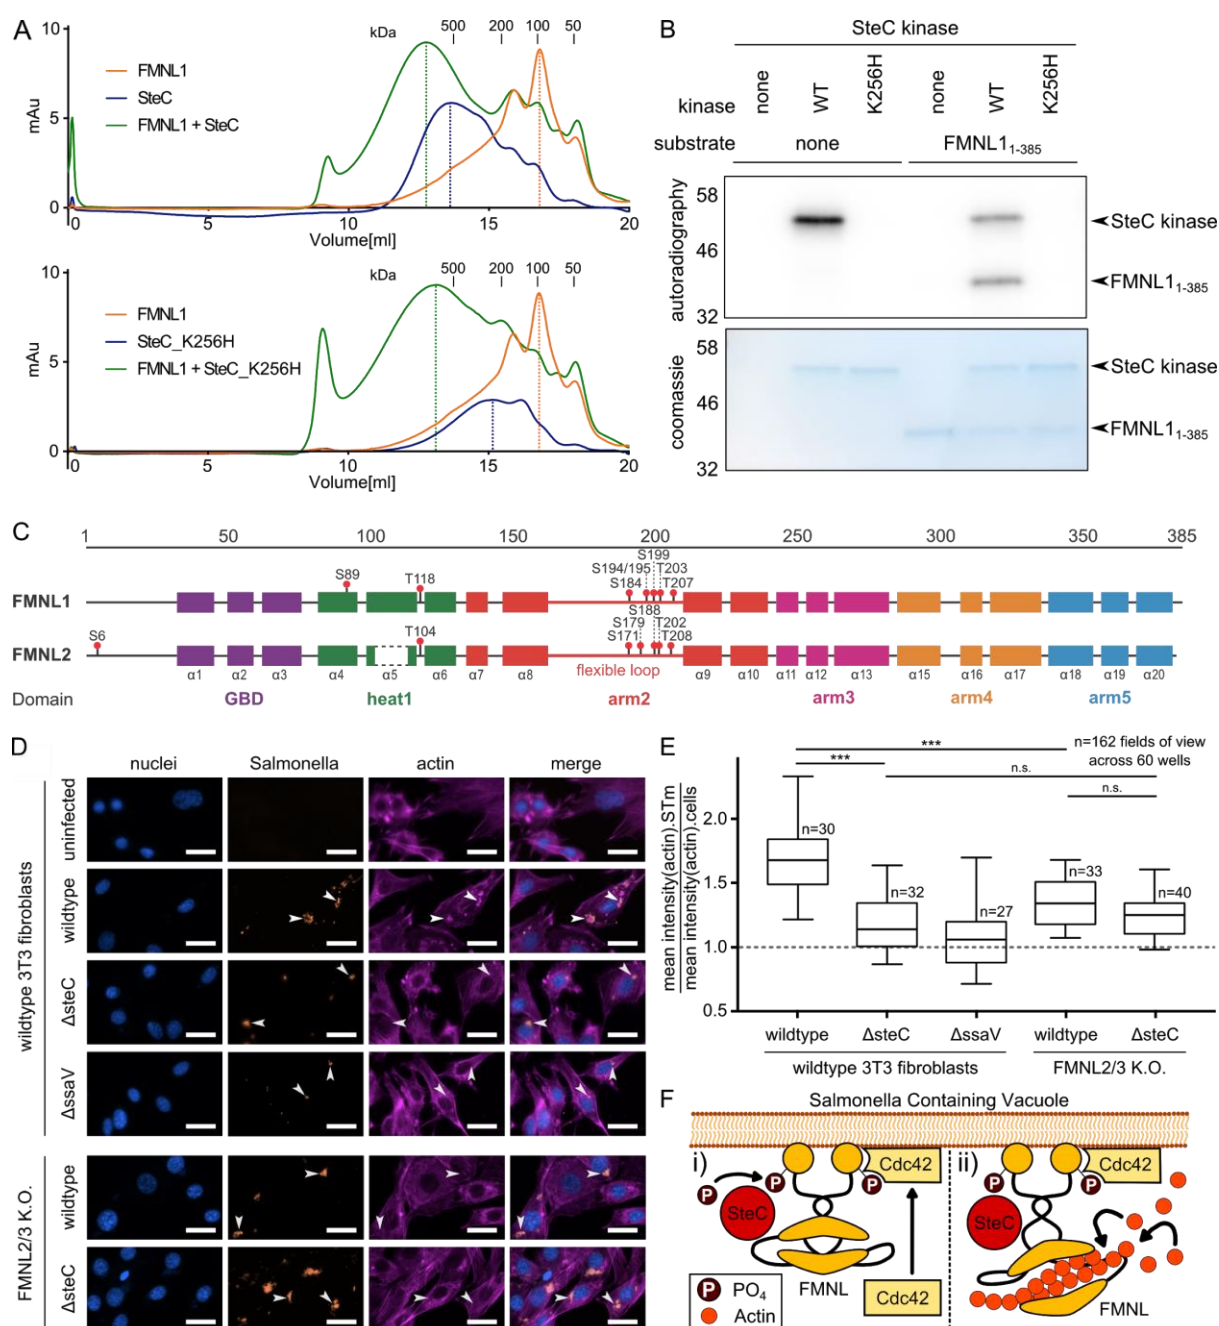 A
10
kDa
500
200
100
50
FMNL1
SteC
FMNL1 + SteC
mAu
5
0
0
5
10
15
20
Volume[ml]
10
kDa
500
200
100
50
FMNL1
SteC_K256H
FMNL1 + SteC_K256H
mAu
5
0
0
5
10
15
20
Volume[ml]
B
SteC kinase
kinase
none
WT
K256H
none
WT
K256H
substrate
none
FMNL1₁₋₃₈₅
autoradiography
58
46
32
SteC kinase
FMNL1₁₋₃₈₅
coomassie
58
46
32
SteC kinase
FMNL1₁₋₃₈₅
C
1 50 100 150 200 250 300 350 385
S199
S194/195 T203
S89 T118 S184 T207
FMNL1
S188
S179 T202
S6 T104 S171 T208
FMNL2
flexible loop
α1 α2 α3 α4 α5 α6 α7 α8 α9 α10 α11 α12 α13 α15 α16 α17 α18 α19 α20
Domain GBD heat1 arm2 arm3 arm4 arm5
D
nuclei Salmonella actin merge
wildtype 3T3 fibroblasts
uninfected
wildtype
ΔsteC
ΔssaV
FMNL2/3 K.O.
wildtype
ΔsteC
E
mean intensity(actin).STm
mean intensity(actin).cells
2.0
1.5
1.0
0.5
***
***
n=162 fields of view
across 60 wells
n.s.
n.s.
n=30
n=32
n=27
n=33
n=40
wildtype ΔsteC ΔssaV wildtype ΔsteC
wildtype 3T3 fibroblasts FMNL2/3 K.O.
F
Salmonella Containing Vacuole
i)
Cdc42
P
P
P
SteC
FMNL
Cdc42
ii)
Cdc42
P
P
SteC
FMNL
P PO₄
Actin